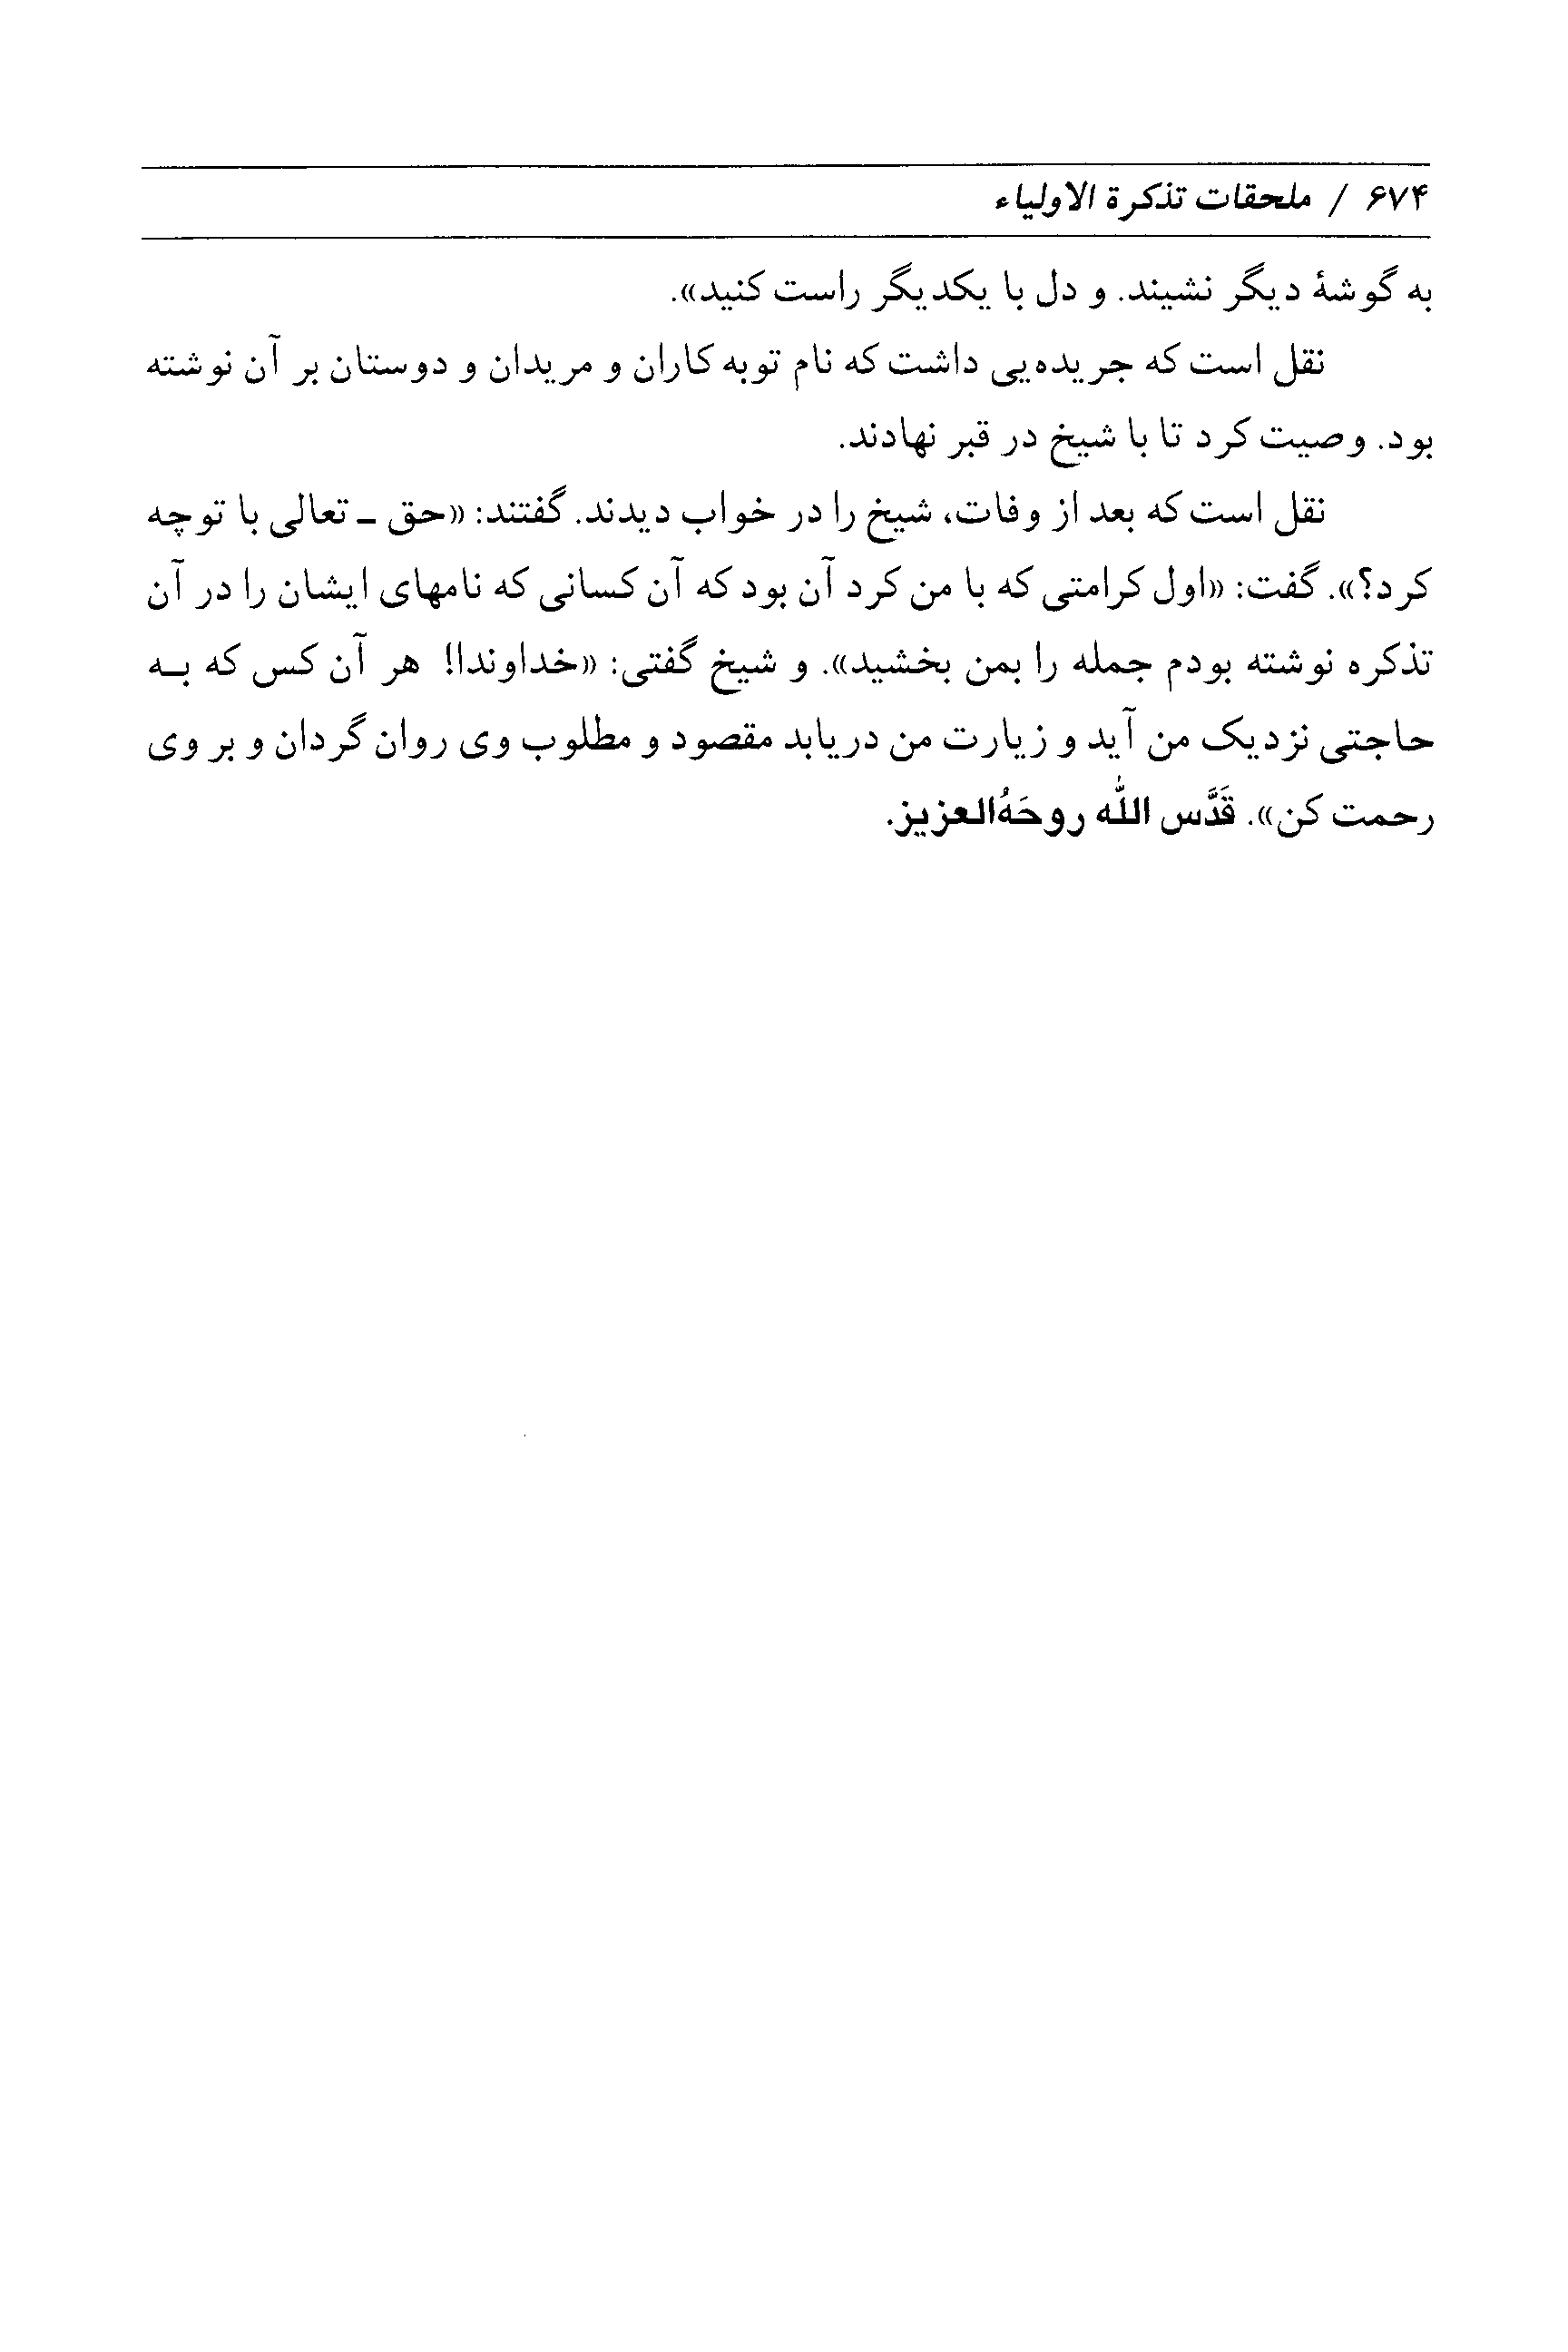 ۶۷۴ / ملحقات تذکرة الاولیاء
به گوشهٔ دیگر نشیند. و دل با یکدیگر راست کنید».
نقل است که جریده‌یی داشت که نام توبه کاران و مریدان و دوستان بر آن نوشته
بود. وصیت کرد تا با شیخ در قبر نهادند.
نقل است که بعد از وفات، شیخ را در خواب دیدند. گفتند: «حق ـ تعالی با تو چه
کرد؟». گفت: «اول کرامتی که با من کرد آن بود که آن کسانی که نامهای ایشان را در آن
تذکره نوشته بودم جمله را بمن بخشید». و شیخ گفتی: «خداوندا! هر آن کس که بـه
حاجتی نزدیک من آید و زیارت من دریابد مقصود و مطلوب وی روان گردان و بر وی
رحمت کن». قَدَّس اللّٰه روحَهُ‌العزیز.